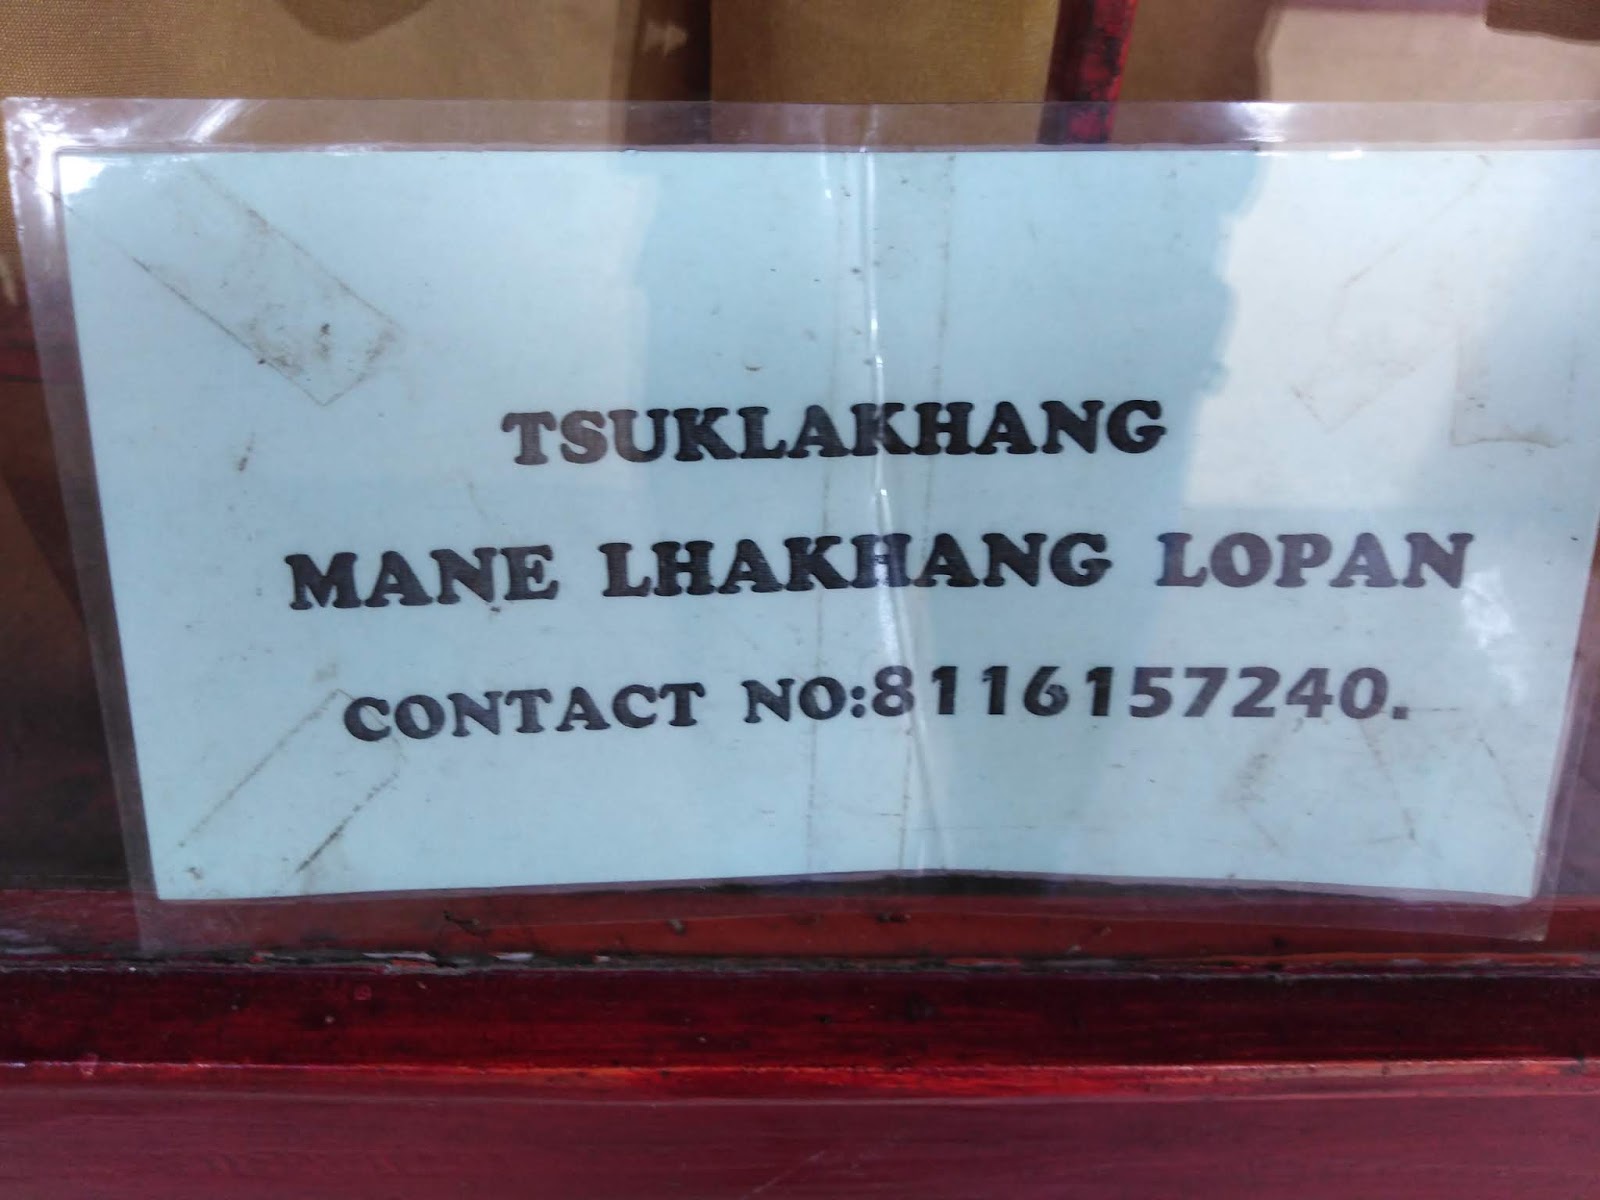 TSUKLAKHANG
MANE LHAKHANG LOPAN
CONTACT NO:8116157240.